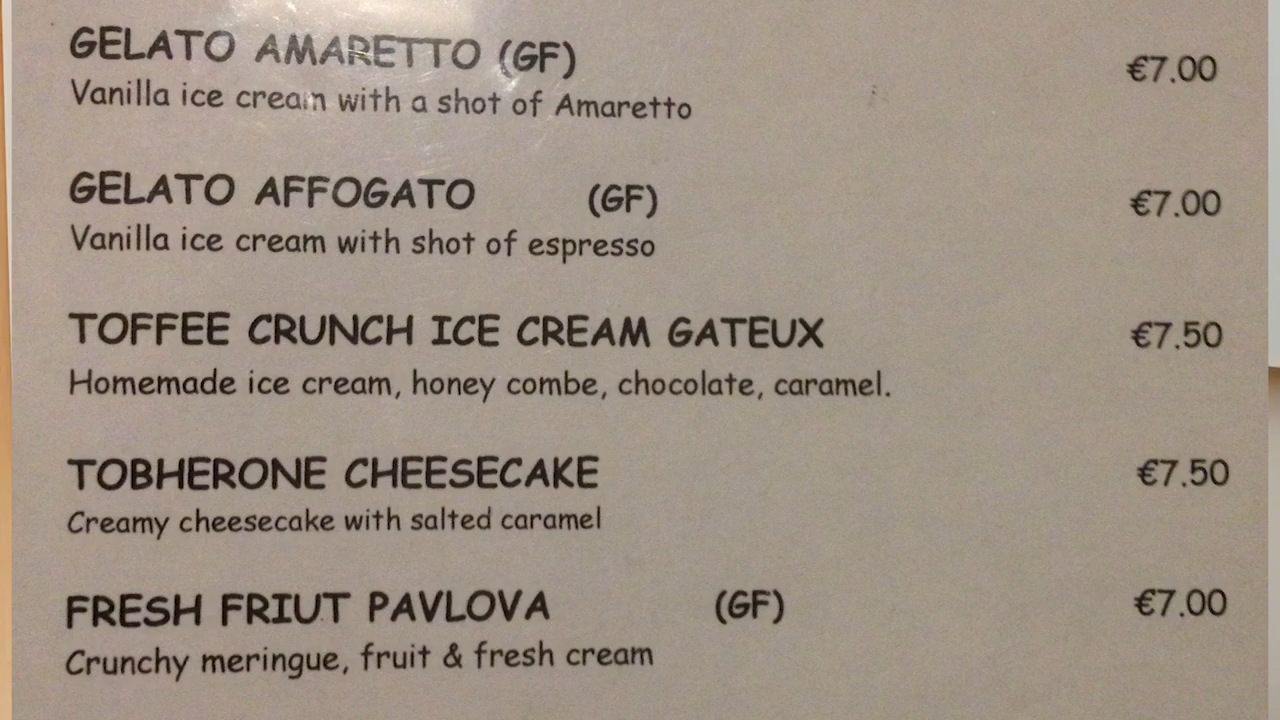 GELATO AMARETTO (GF) €7.00
Vanilla ice cream with a shot of Amaretto
GELATO AFFOGATO (GF) €7.00
Vanilla ice cream with shot of espresso
TOFFEE CRUNCH ICE CREAM GATEUX €7.50
Homemade ice cream, honey combe, chocolate, caramel.
TOBHERONE CHEESECAKE €7.50
Creamy cheesecake with salted caramel
FRESH FRIUT PAVLOVA (GF) €7.00
Crunchy meringue, fruit & fresh cream